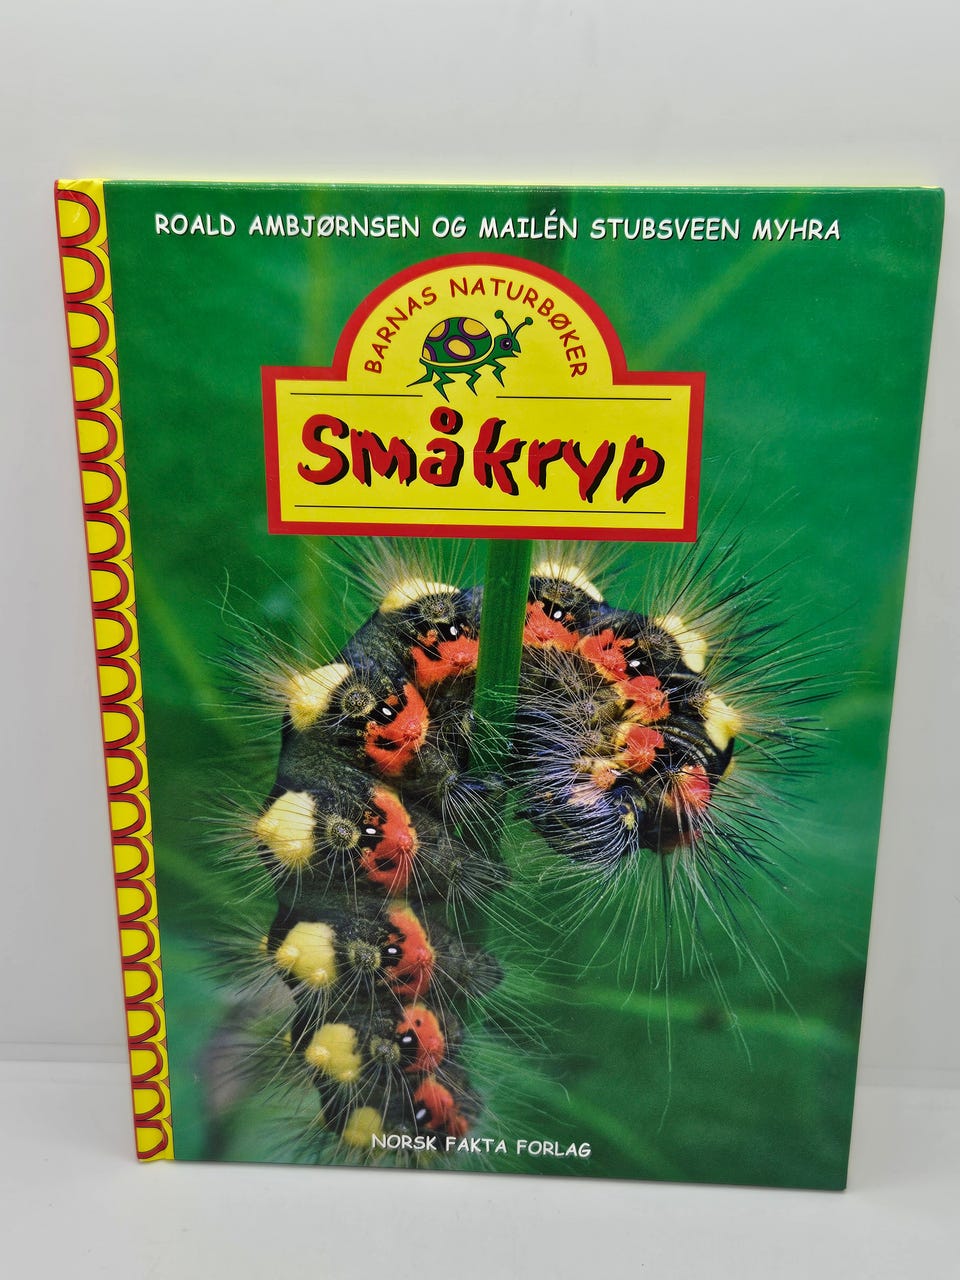 ROALD AMBJØRNSEN OG MAILÉN STUBSVEEN MYHRA
BARNAS NATURBØKER
Småkryp
NORSK FAKTA FORLAG